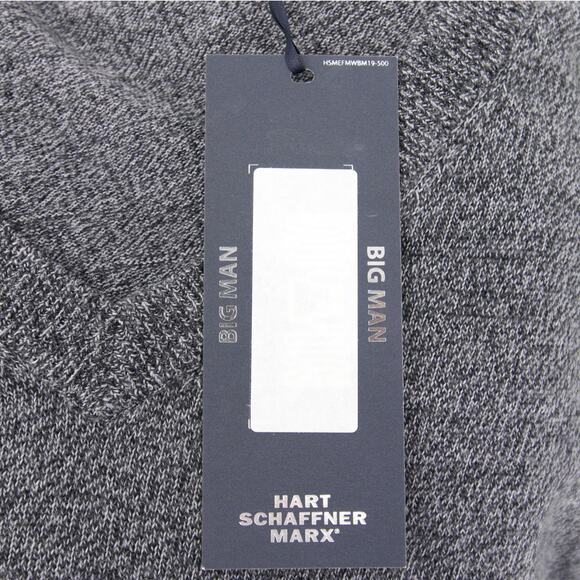 HSMEFMWBM19-500
BIG MAN
BIG MAN
HART
SCHAFFNER
MARX®